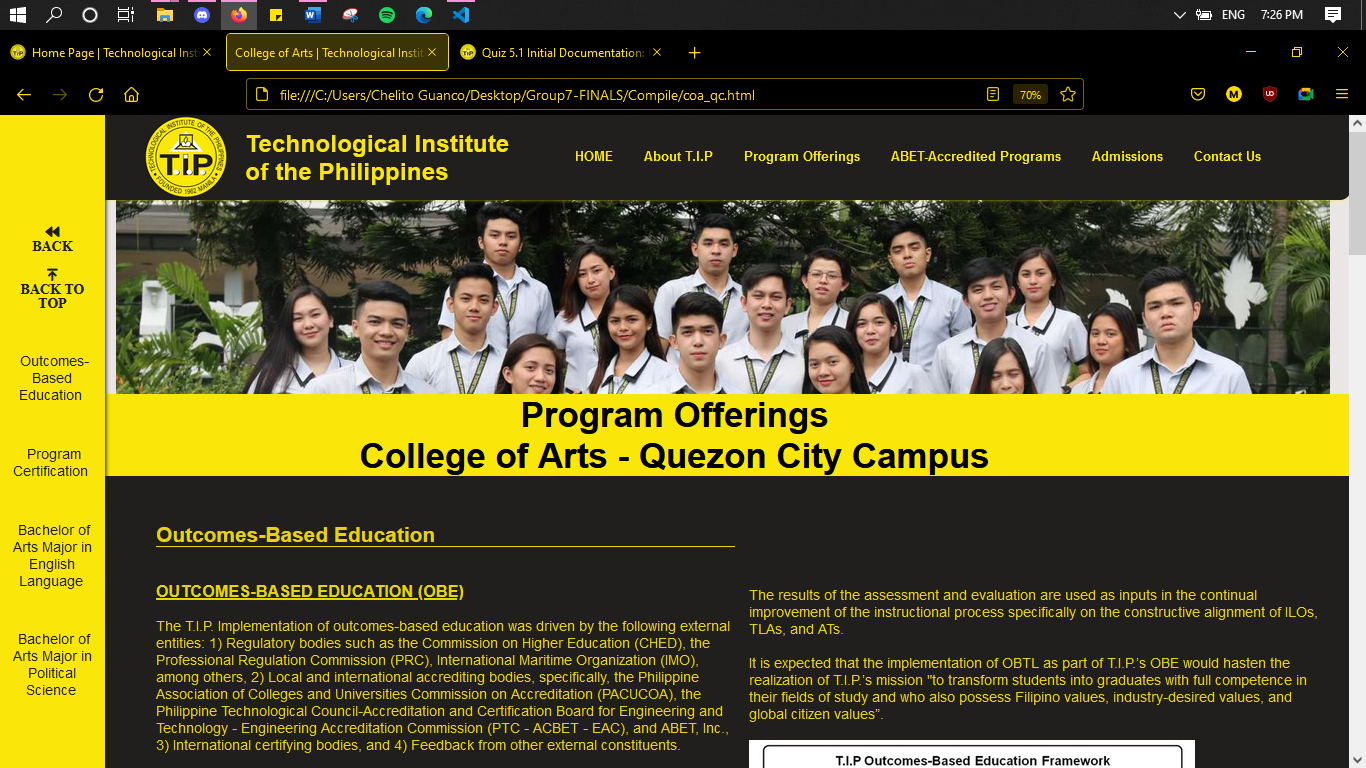 ENG
7:26 PM
Home Page | Technological Inst
College of Arts | Technological Instit
Quiz 5.1 Initial Documentation:
file:///C:/Users/Chelito Guanco/Desktop/Group7-FINALS/Compile/coa_qc.html
70%
TECHNOLOGICAL INSTITUTE OF THE PHILIPPINES
T.I.P
FOUNDED 1962 MANILA
Technological Institute
of the Philippines
HOME
About T.I.P
Program Offerings
ABET-Accredited Programs
Admissions
Contact Us
BACK
BACK TO
TOP
Outcomes-
Based
Education
Program
Certification
Bachelor of
Arts Major in
English
Language
Bachelor of
Arts Major in
Political
Science
Program Offerings
College of Arts - Quezon City Campus
Outcomes-Based Education
OUTCOMES-BASED EDUCATION (OBE)
The T.I.P. Implementation of outcomes-based education was driven by the following external
entities: 1) Regulatory bodies such as the Commission on Higher Education (CHED), the
Professional Regulation Commission (PRC), International Maritime Organization (IMO),
among others, 2) Local and international accrediting bodies, specifically, the Philippine
Association of Colleges and Universities Commission on Accreditation (PACUCOA), the
Philippine Technological Council-Accreditation and Certification Board for Engineering and
Technology - Engineering Accreditation Commission (PTC - ACBET - EAC), and ABET, Inc.,
3) International certifying bodies, and 4) Feedback from other external constituents.
The results of the assessment and evaluation are used as inputs in the continual
improvement of the instructional process specifically on the constructive alignment of ILOs,
TLAs, and ATs.
It is expected that the implementation of OBTL as part of T.I.P.’s OBE would hasten the
realization of T.I.P.’s mission "to transform students into graduates with full competence in
their fields of study and who also possess Filipino values, industry-desired values, and
global citizen values”.
T.I.P Outcomes-Based Education Framework